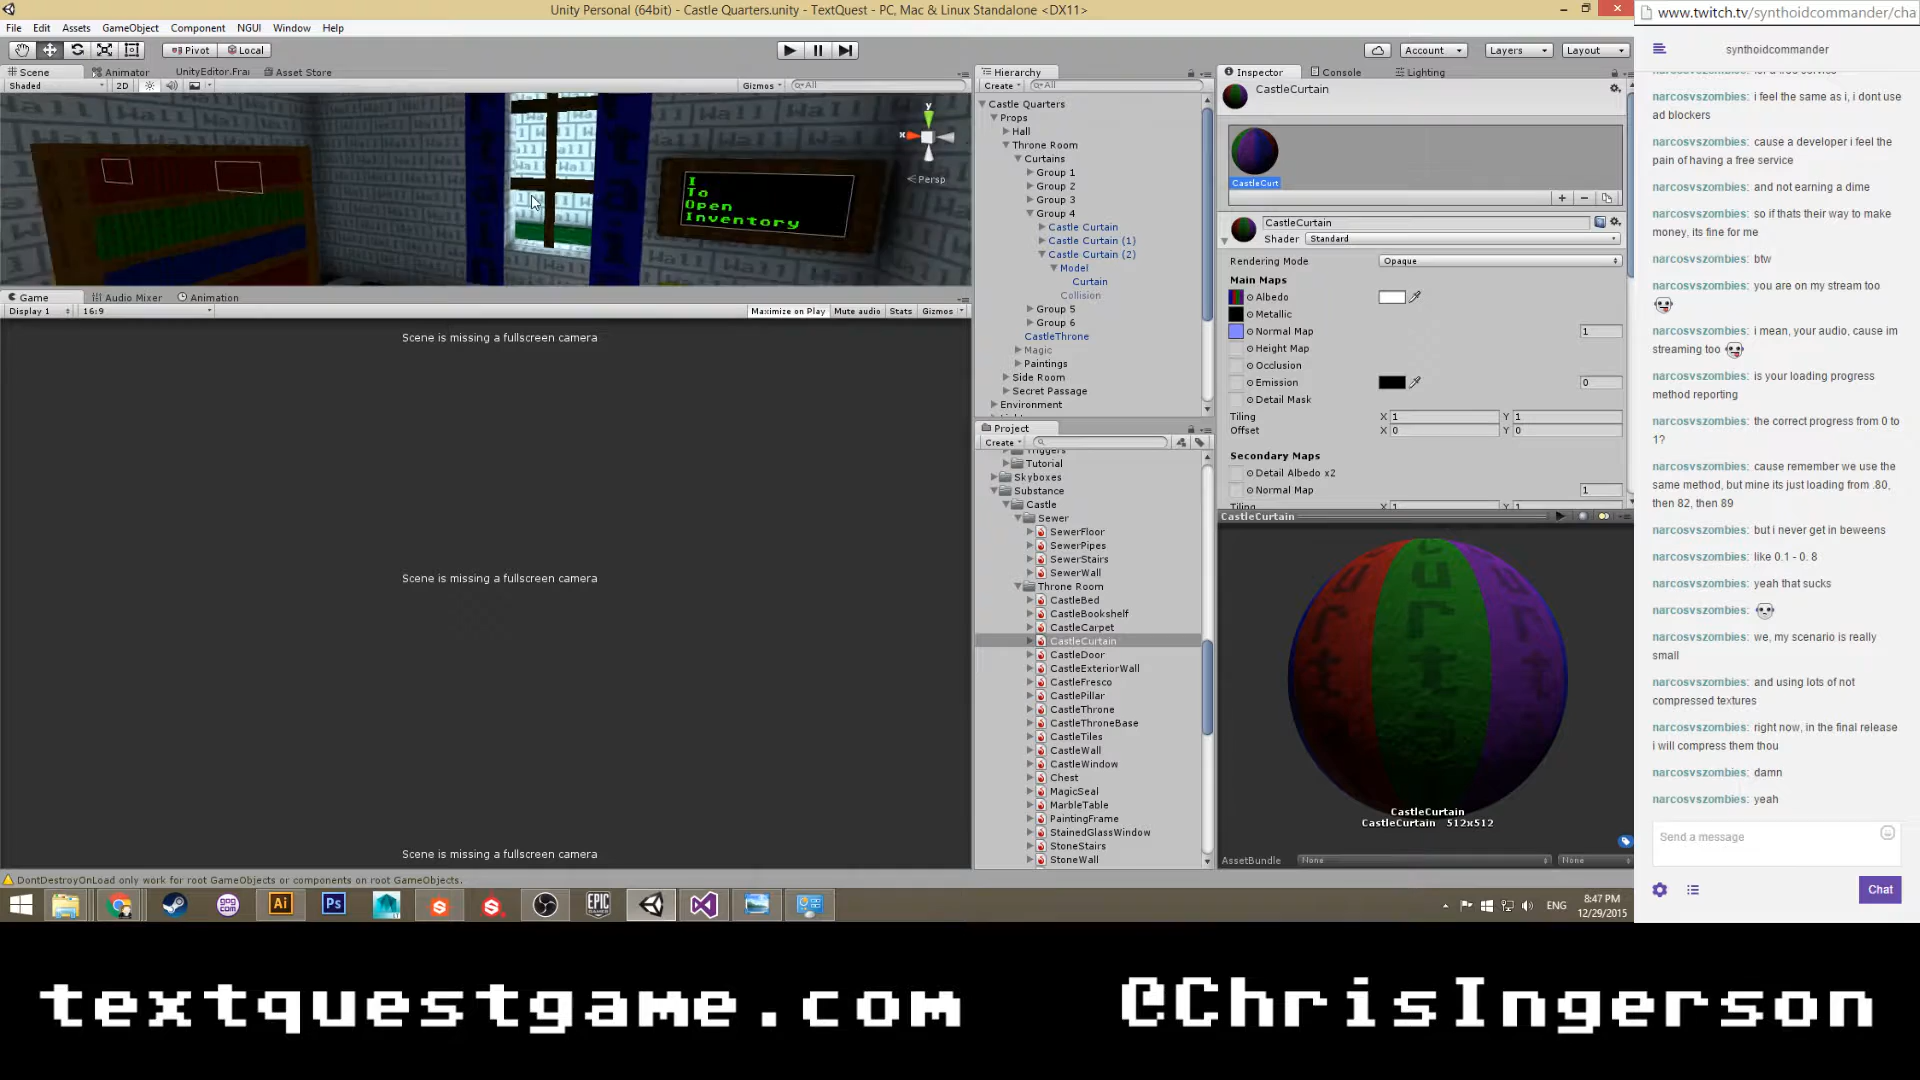 Unity Personal (64bit) - Castle Quarters.unity - TextQuest - PC, Mac & Linux Standalone <DX11>
File Edit Assets GameObject Component NGUI Window Help
Pivot Local Account Layers Layout
Scene Animator UnityEditor.Fra Asset Store
Shaded 2D Gizmos All
y
x
Persp
Wall
I
To
Open
Inventory
Game Audio Mixer Animation
Display 1 16:9 Maximize on Play Mute audio Stats Gizmos
Scene is missing a fullscreen camera
Scene is missing a fullscreen camera
Scene is missing a fullscreen camera
DontDestroyOnLoad only work for root GameObjects or components on root GameObjects.
Hierarchy
Create All
Castle Quarters
Props
Hall
Throne Room
Curtains
Group 1
Group 2
Group 3
Group 4
Castle Curtain
Castle Curtain (1)
Castle Curtain (2)
Model
Curtain
Collision
Group 5
Group 6
CastleThrone
Magic
Paintings
Side Room
Secret Passage
Environment
Project
Create
Triggers
Tutorial
Skyboxes
Substance
Castle
Sewer
SewerFloor
SewerPipes
SewerStairs
SewerWall
Throne Room
CastleBed
CastleBookshelf
CastleCarpet
CastleCurtain
CastleDoor
CastleExteriorWall
CastleFresco
CastlePillar
CastleThrone
CastleThroneBase
CastleTiles
CastleWall
CastleWindow
Chest
MagicSeal
MarbleTable
PaintingFrame
StainedGlassWindow
StoneStairs
StoneWall
Inspector Console Lighting
CastleCurtain
CastleCurt
CastleCurtain
Shader Standard
Rendering Mode Opaque
Main Maps
Albedo
Metallic
Normal Map 1
Height Map
Occlusion
Emission 0
Detail Mask
Tiling X 1 Y 1
Offset X 0 Y 0
Secondary Maps
Detail Albedo x2
Normal Map 1
Tiling X 1 Y 1
CastleCurtain
CastleCurtain
CastleCurtain 512x512
AssetBundle None None
GOG.COM
Ai
Ps
EPIC GAMES
ENG
8:47 PM
12/29/2015
www.twitch.tv/synthoidcommander/cha
synthoidcommander
for a free service
narcosvszombies: i feel the same as i, i dont use
ad blockers
narcosvszombies: cause a developer i feel the
pain of having a free service
narcosvszombies: and not earning a dime
narcosvszombies: so if thats their way to make
money, its fine for me
narcosvszombies: btw
narcosvszombies: you are on my stream too
narcosvszombies: i mean, your audio, cause im
streaming too
narcosvszombies: is your loading progress
method reporting
narcosvszombies: the correct progress from 0 to
1?
narcosvszombies: cause remember we use the
same method, but mine its just loading from .80,
then 82, then 89
narcosvszombies: but i never get in beweens
narcosvszombies: like 0.1 - 0. 8
narcosvszombies: yeah that sucks
narcosvszombies:
narcosvszombies: we, my scenario is really
small
narcosvszombies: and using lots of not
compressed textures
narcosvszombies: right now, in the final release
i will compress them thou
narcosvszombies: damn
narcosvszombies: yeah
Send a message
Chat
textquestgame.com @ChrisIngerson